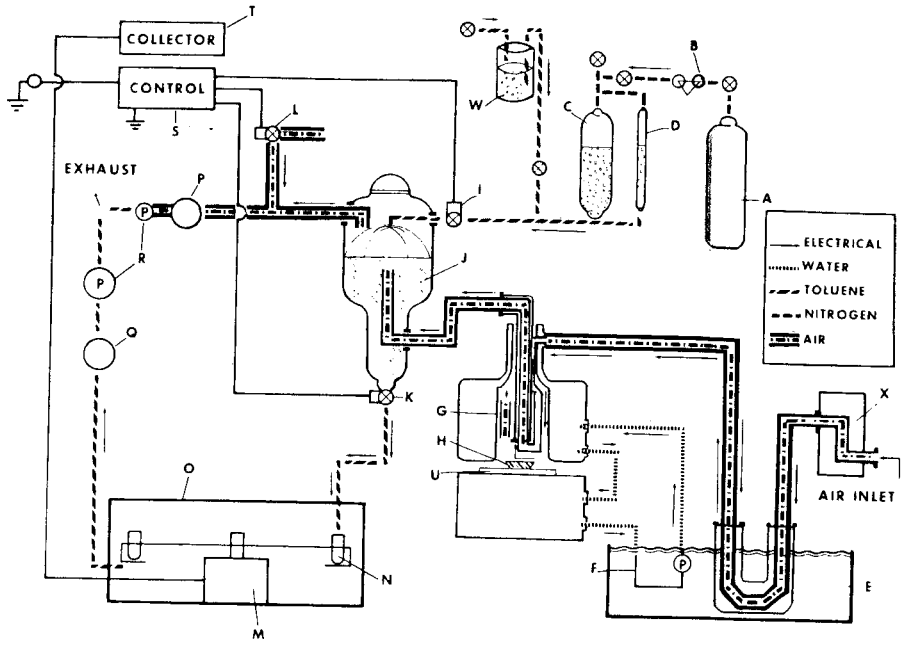 T
COLLECTOR
B
CONTROL
L
W
C
D
S
EXHAUST
P
I
A
P
R
J
ELECTRICAL
WATER
TOLUENE
NITROGEN
AIR
P
Q
X
K
G
H
U
AIR INLET
O
F
P
E
N
M